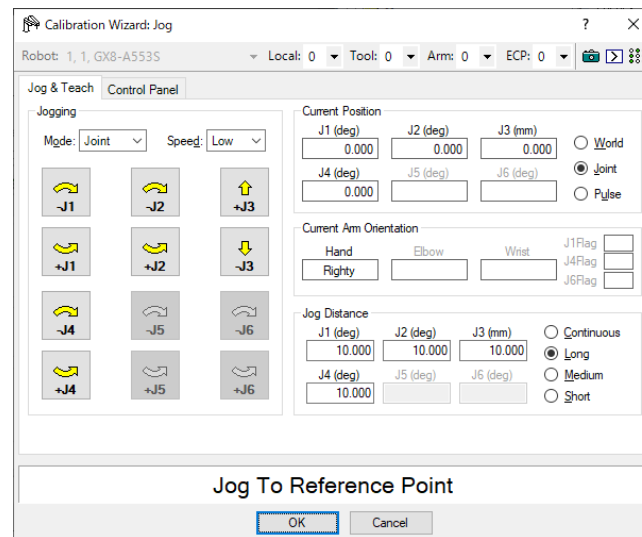 Calibration Wizard: Jog ? ×
Robot: 1, 1, GX8-A553S Local: 0 Tool: 0 Arm: 0 ECP: 0
Jog & Teach Control Panel
Jogging
Mode: Joint Speed: Low
-J1 -J2 +J3
+J1 +J2 -J3
-J4 -J5 -J6
+J4 +J5 +J6
Current Position
J1 (deg) J2 (deg) J3 (mm)
0.000 0.000 0.000
J4 (deg) J5 (deg) J6 (deg)
0.000
World
Joint
Pulse
Current Arm Orientation
Hand Elbow Wrist
Righty
J1Flag
J4Flag
J6Flag
Jog Distance
J1 (deg) J2 (deg) J3 (mm)
10.000 10.000 10.000
J4 (deg) J5 (deg) J6 (deg)
10.000
Continuous
Long
Medium
Short
Jog To Reference Point
OK Cancel